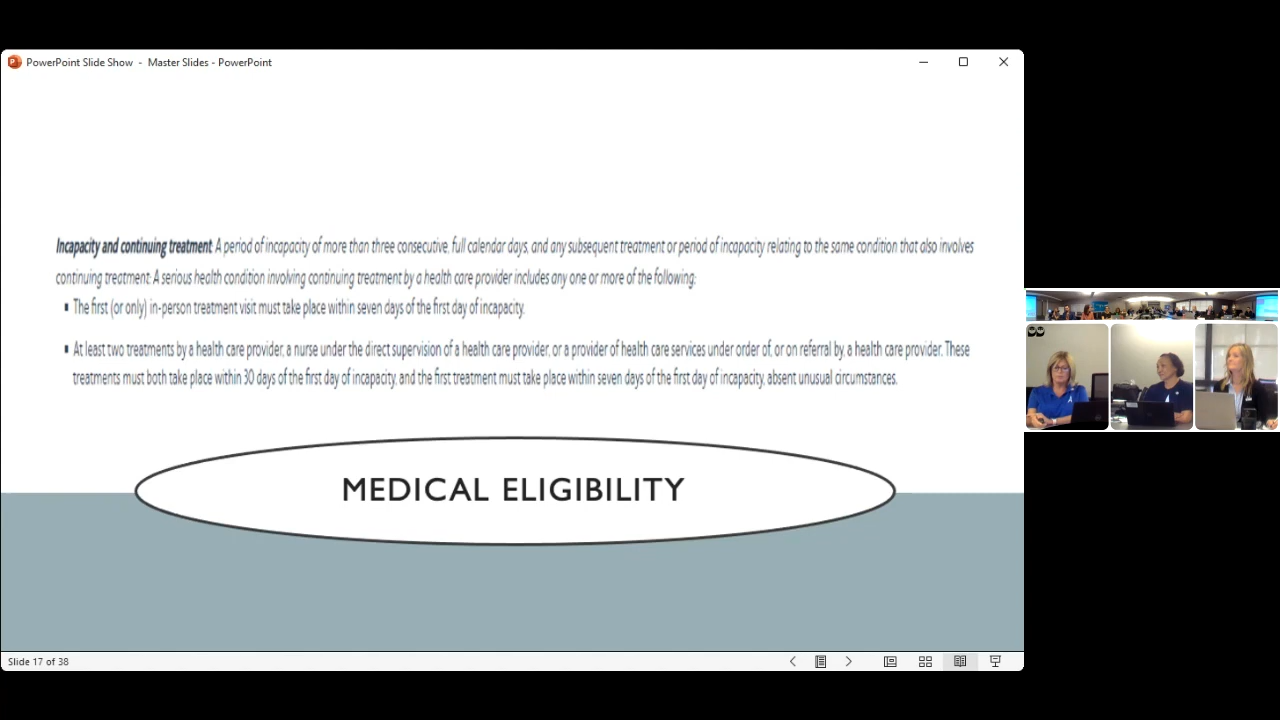 PowerPoint Slide Show - Master Slides - PowerPoint
Incapacity and continuing treatment: A period of incapacity of more than three consecutive, full calendar days, and any subsequent treatment or period of incapacity relating to the same condition that also involves
continuing treatment: A serious health condition involving continuing treatment by a health care provider includes any one or more of the following:
▪ The first (or only) in-person treatment visit must take place within seven days of the first day of incapacity.
▪ At least two treatments by a health care provider, a nurse under the direct supervision of a health care provider, or a provider of health care services under order of, or on referral by, a health care provider. These
treatments must both take place within 30 days of the first day of incapacity, and the first treatment must take place within seven days of the first day of incapacity, absent unusual circumstances.
MEDICAL ELIGIBILITY
Slide 17 of 38